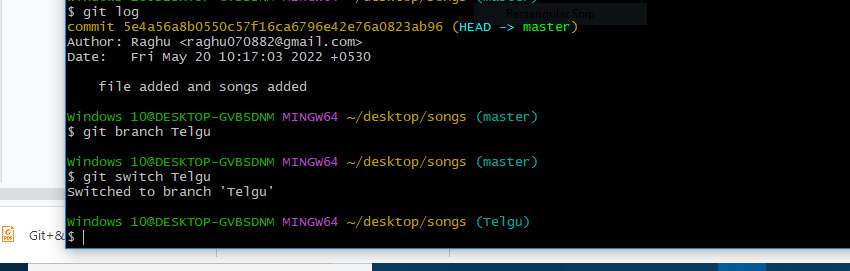 $ git log
Rectangular Snip
commit 5e4a56a8b0550c57f16ca6796e42e76a0823ab96 (HEAD -> master)
Author: Raghu <raghu070882@gmail.com>
Date:   Fri May 20 10:17:03 2022 +0530
file added and songs added
Windows 10@DESKTOP-GVBSDNM MINGW64 ~/desktop/songs (master)
$ git branch Telgu
Windows 10@DESKTOP-GVBSDNM MINGW64 ~/desktop/songs (master)
$ git switch Telgu
Switched to branch 'Telgu'
Windows 10@DESKTOP-GVBSDNM MINGW64 ~/desktop/songs (Telgu)
$
Git+&